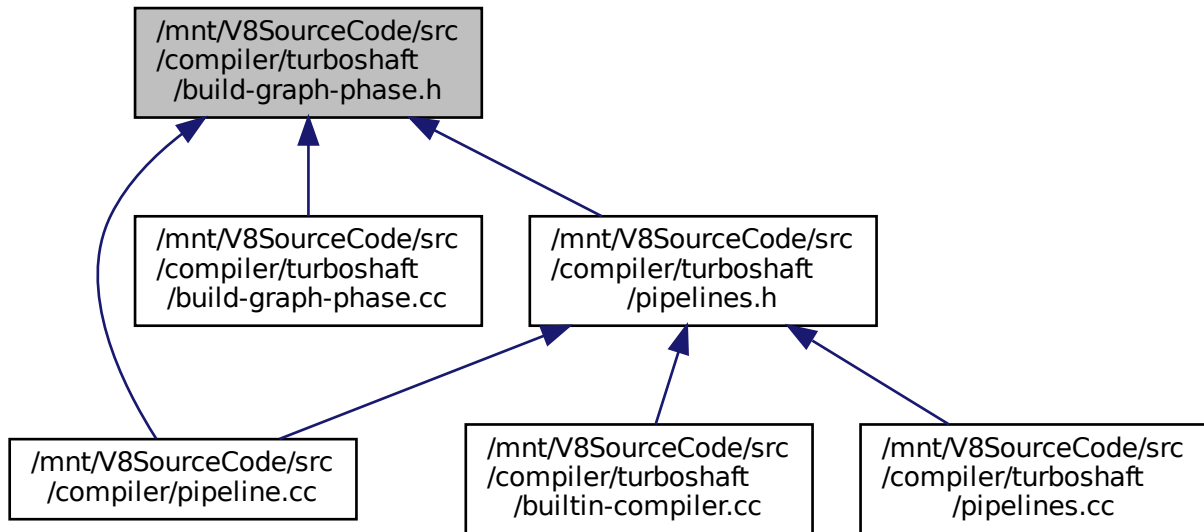 /mnt/V8SourceCode/src
/compiler/turboshaft
/build-graph-phase.h
/mnt/V8SourceCode/src
/compiler/turboshaft
/build-graph-phase.cc
/mnt/V8SourceCode/src
/compiler/turboshaft
/pipelines.h
/mnt/V8SourceCode/src
/compiler/pipeline.cc
/mnt/V8SourceCode/src
/compiler/turboshaft
/builtin-compiler.cc
/mnt/V8SourceCode/src
/compiler/turboshaft
/pipelines.cc